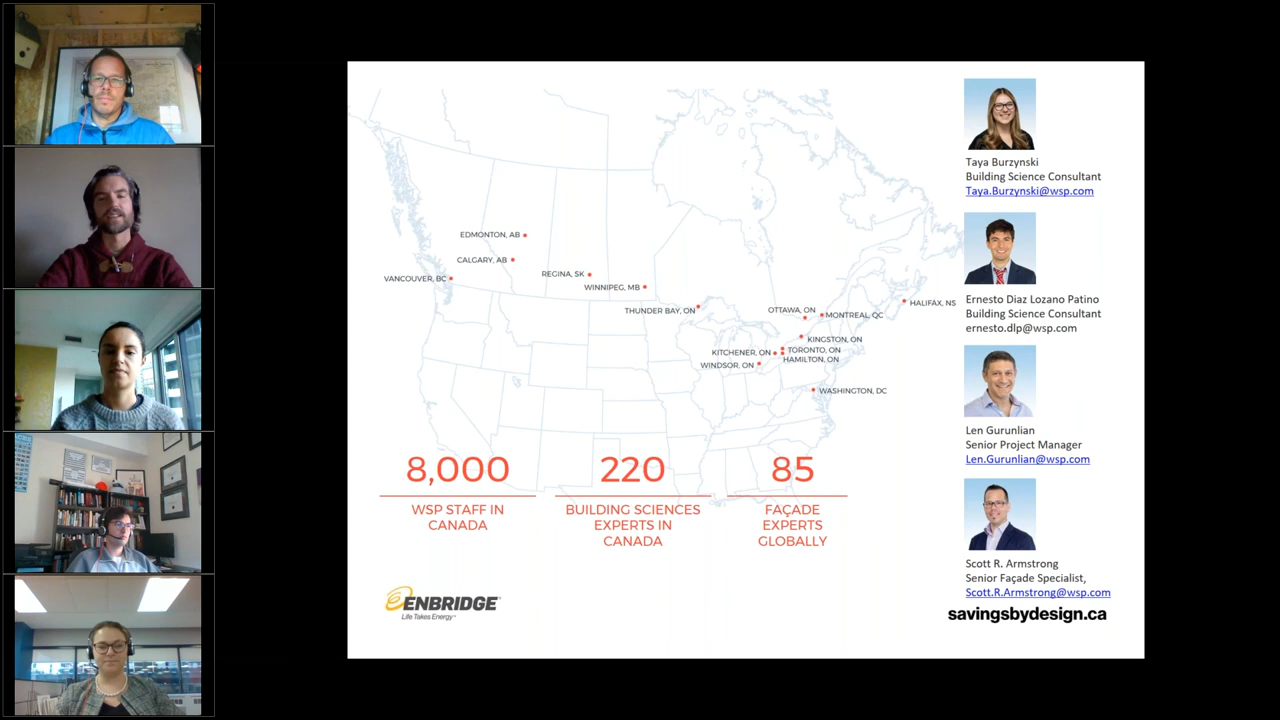 EDMONTON, AB
CALGARY, AB
VANCOUVER, BC
REGINA, SK
WINNIPEG, MB
THUNDER BAY, ON
OTTAWA, ON
MONTREAL, QC
HALIFAX, NS
KINGSTON, ON
KITCHENER, ON
TORONTO, ON
HAMILTON, ON
WINDSOR, ON
WASHINGTON, DC
8,000
WSP STAFF IN
CANADA
220
BUILDING SCIENCES
EXPERTS IN
CANADA
85
FAÇADE
EXPERTS
GLOBALLY
ENBRIDGE
Life Takes Energy™
Taya Burzynski
Building Science Consultant
Taya.Burzynski@wsp.com
Ernesto Diaz Lozano Patino
Building Science Consultant
ernesto.dlp@wsp.com
Len Gurunlian
Senior Project Manager
Len.Gurunlian@wsp.com
Scott R. Armstrong
Senior Façade Specialist,
Scott.R.Armstrong@wsp.com
savingsbydesign.ca